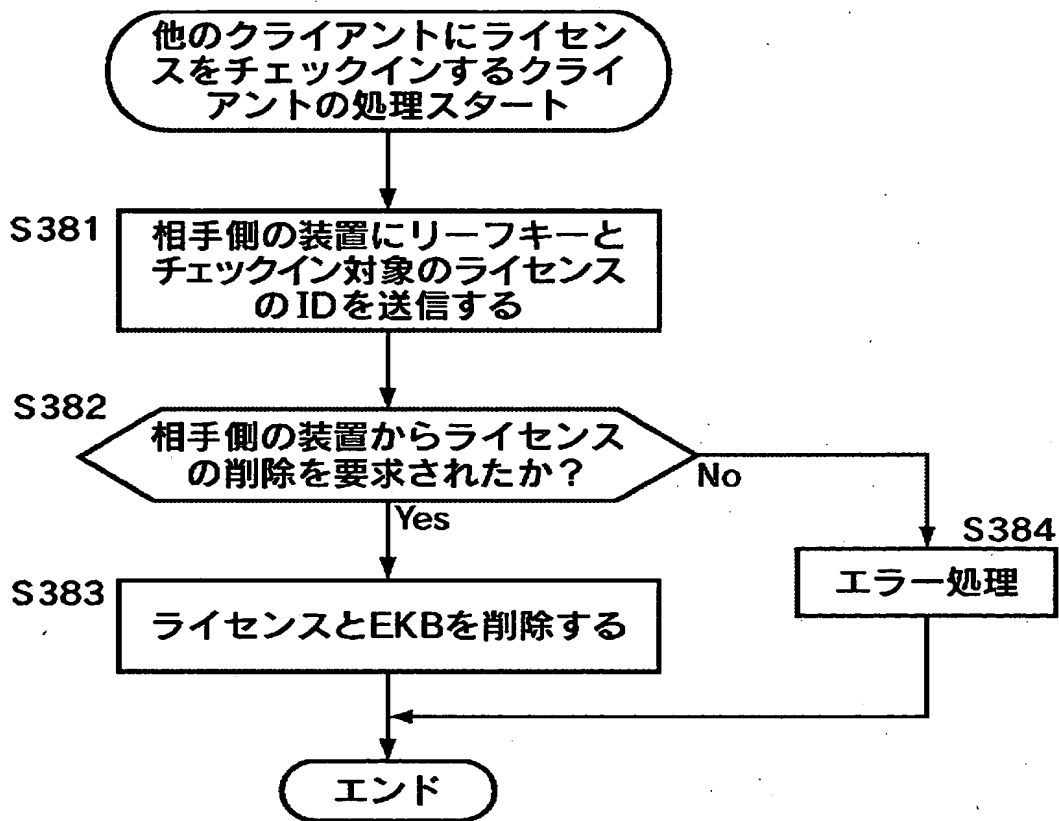 他のクライアントにライセン
スをチェックインするクライ
アントの処理スタート
S381
相手側の装置にリーフキーと
チェックイン対象のライセンス
のIDを送信する
S382
相手側の装置からライセンス
の削除を要求されたか？
No
Yes
S384
エラー処理
S383
ライセンスとEKBを削除する
エンド